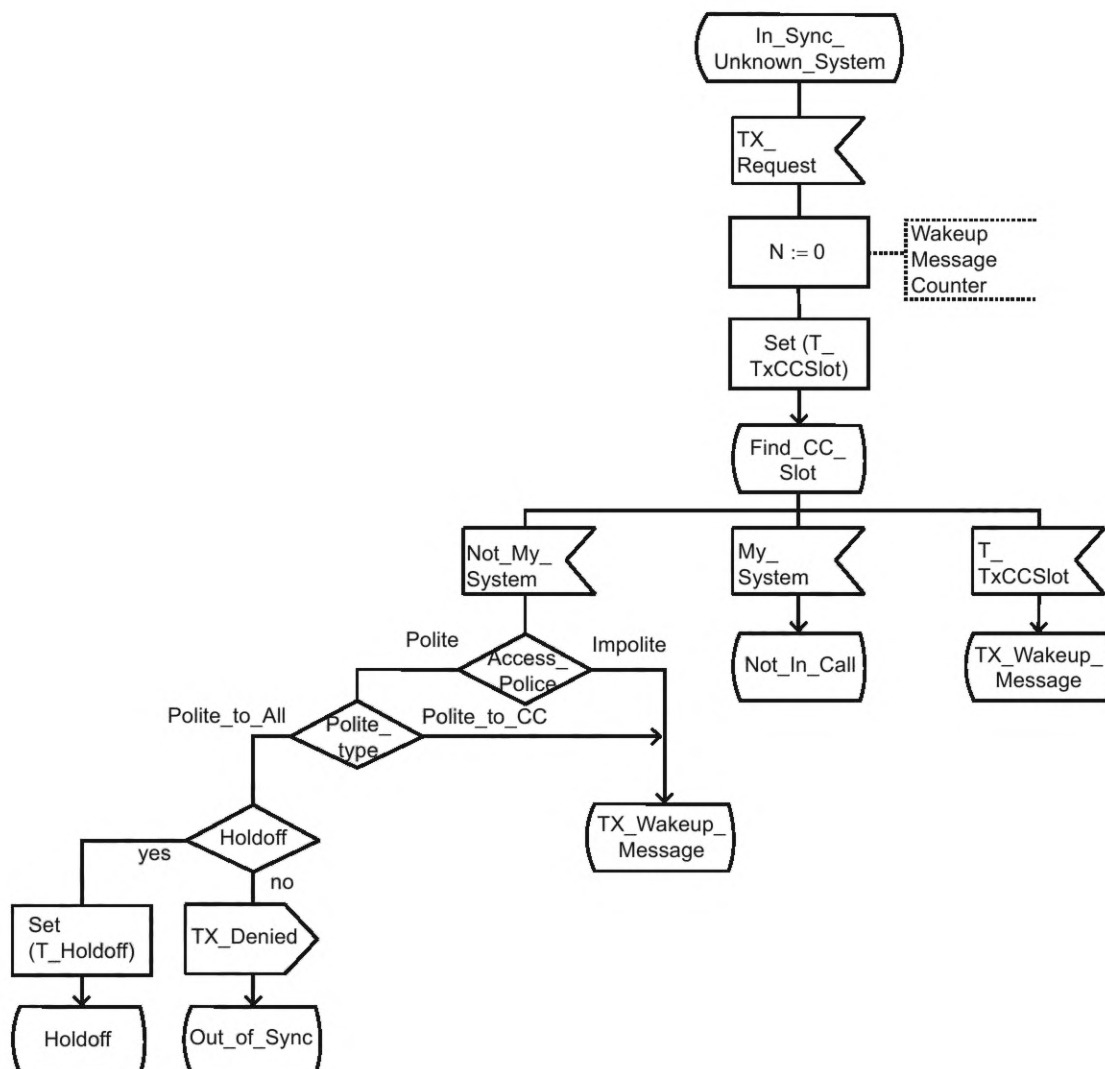 In_Sync_
Unknown_System
TX_
Request
N := 0
Wakeup
Message
Counter
Set (T_
TxCCSlot)
Find_CC_
Slot
Not_My_
System
My_
System
T_
TxCCSlot
Polite
Access_
Police
Impolite
Not_In_Call
TX_Wakeup_
Message
Polite_to_All
Polite_
type
Polite_to_CC
TX_Wakeup_
Message
Holdoff
yes
no
Set
(T_Holdoff)
TX_Denied
Holdoff
Out_of_Sync